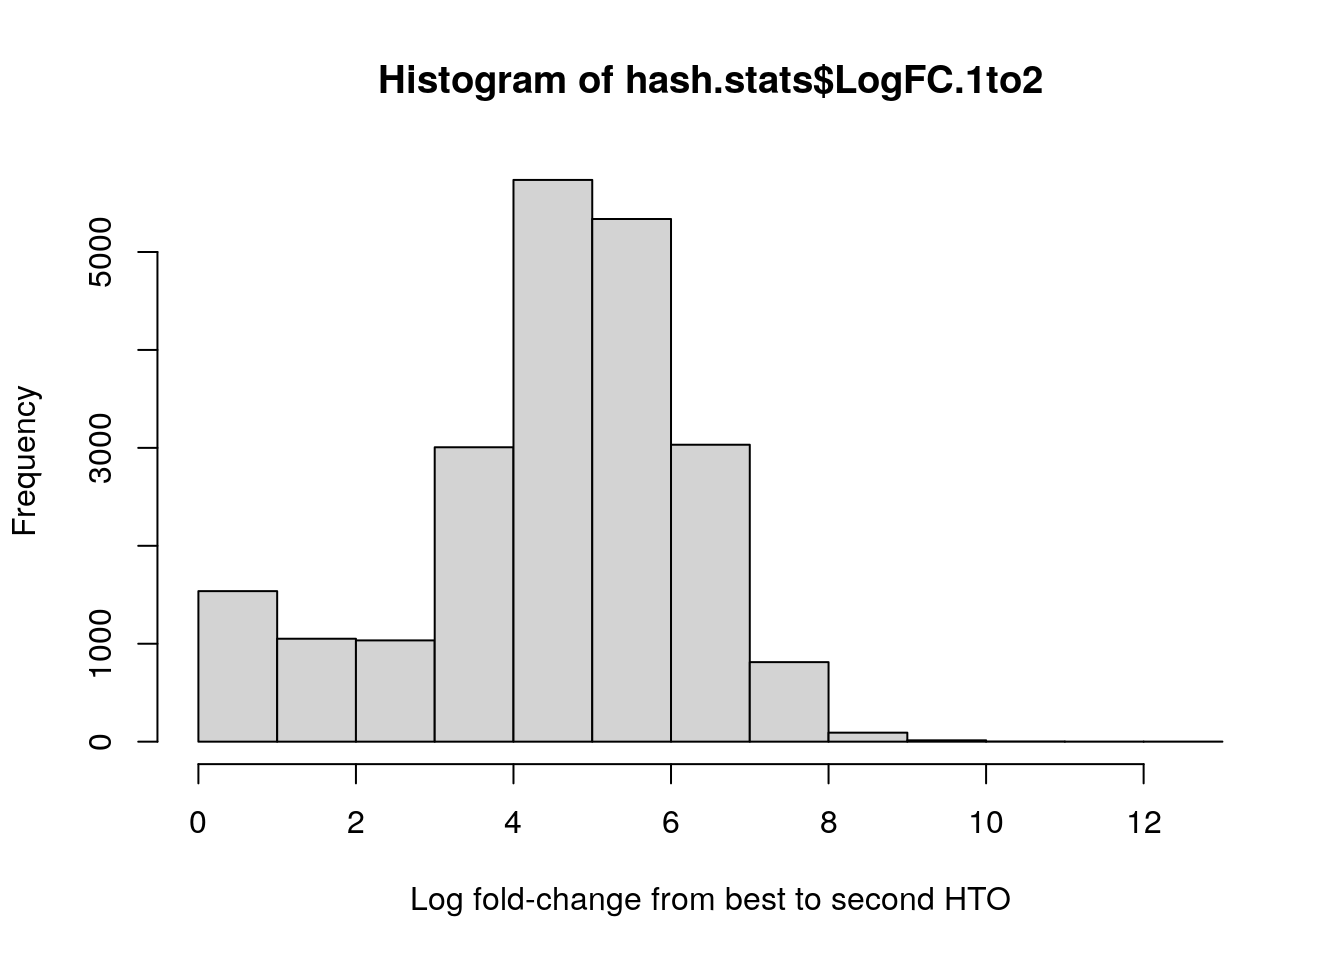 Histogram of hash.stats$LogFC.1to2
Frequency
5000
3000
1000
0
0 2 4 6 8 10 12
Log fold-change from best to second HTO